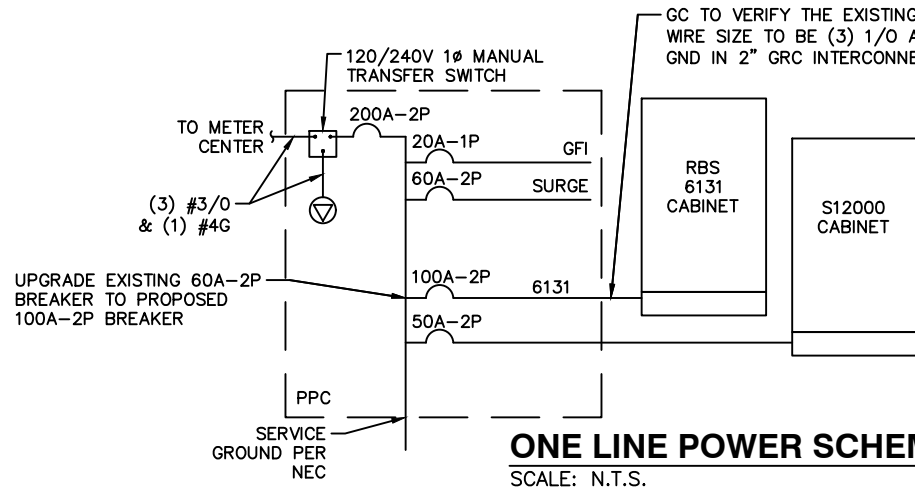 GC TO VERIFY THE EXISTING
WIRE SIZE TO BE (3) 1/0 A
GND IN 2" GRC INTERCONNE
120/240V 1ø MANUAL
TRANSFER SWITCH
200A-2P
TO METER
CENTER
20A-1P
GFI
60A-2P
SURGE
RBS
6131
CABINET
S12000
CABINET
(3) #3/0
& (1) #4G
UPGRADE EXISTING 60A-2P
BREAKER TO PROPOSED
100A-2P BREAKER
100A-2P
6131
50A-2P
PPC
SERVICE
GROUND PER
NEC
ONE LINE POWER SCHEM
SCALE: N.T.S.